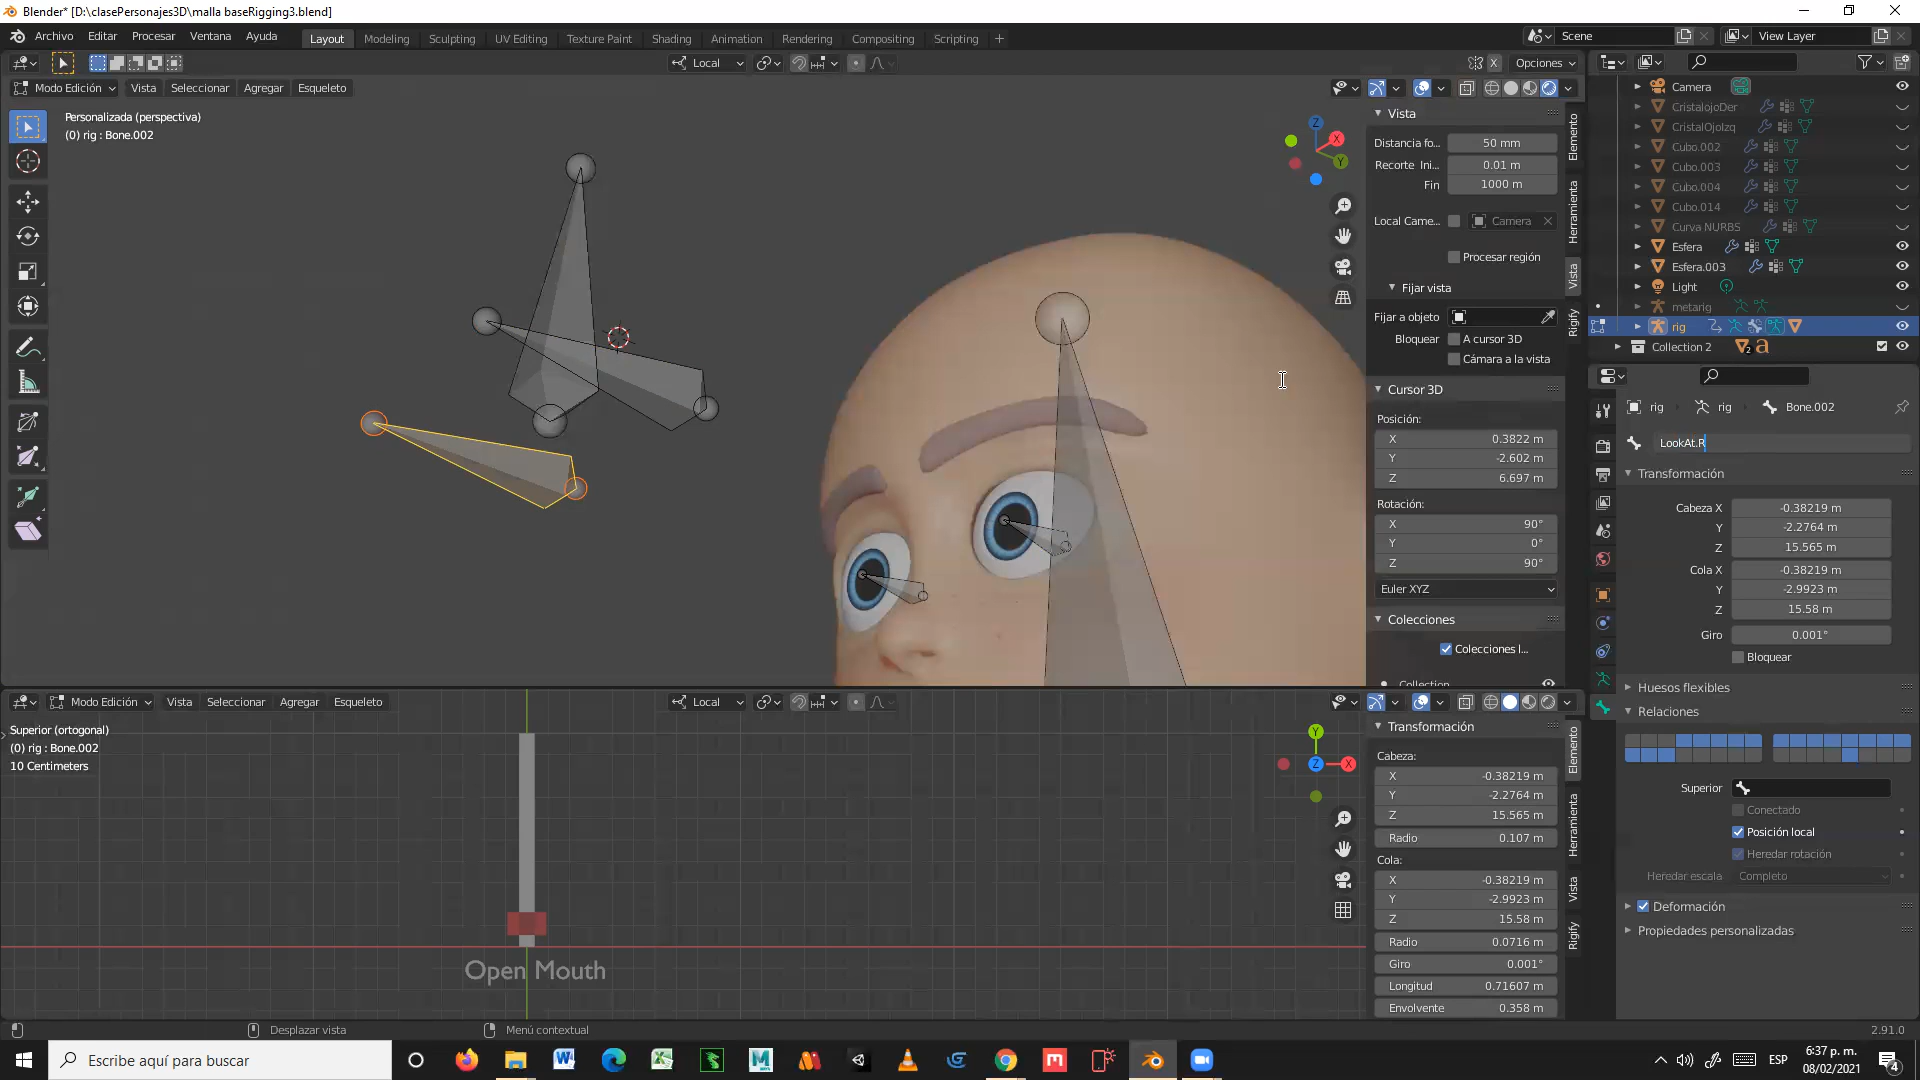 Blender* [D:\clasePersonajes3D\malla baseRigging3.blend]
Archivo Editar Procesar Ventana Ayuda Layout Modeling Sculpting UV Editing Texture Paint Shading Animation Rendering Compositing Scripting + Scene View Layer
Local Opciones
Modo Edición Vista Seleccionar Agregar Esqueleto
Personalizada (perspectiva)
(0) rig : Bone.002
Z
X
Y
Vista
Distancia fo... 50 mm
Recorte Ini... 0.01 m
Fin 1000 m
Local Came... Camera
Procesar región
Fijar vista
Fijar a objeto
Bloquear A cursor 3D
Cámara a la vista
Cursor 3D
Posición:
X 0.3822 m
Y -2.602 m
Z 6.697 m
Rotación:
X 90°
Y 0°
Z 90°
Euler XYZ
Colecciones
Colecciones l...
Elemento
Herramienta
Vista
Rigify
Camera
CristalojoDer
CristalOjoIzq
Cubo.002
Cubo.003
Cubo.004
Cubo.014
Curva NURBS
Esfera
Esfera.003
Light
metarig
rig
Collection 2 2 a
rig rig Bone.002
LookAt.R
Transformación
Cabeza X -0.38219 m
Y -2.2764 m
Z 15.565 m
Cola X -0.38219 m
Y -2.9923 m
Z 15.58 m
Giro 0.001°
Bloquear
Huesos flexibles
Relaciones
Superior
Conectado
Posición local
Heredar rotación
Heredar escala Completo
Deformación
Propiedades personalizadas
Modo Edición Vista Seleccionar Agregar Esqueleto Local
Superior (ortogonal)
(0) rig : Bone.002
10 Centimeters
Open Mouth
Y
Z
X
Transformación
Cabeza:
X -0.38219 m
Y -2.2764 m
Z 15.565 m
Radio 0.107 m
Cola:
X -0.38219 m
Y -2.9923 m
Z 15.58 m
Radio 0.0716 m
Giro 0.001°
Longitud 0.71607 m
Envolvente 0.358 m
Elemento
Herramienta
Vista
Rigify
Desplazar vista Menú contextual 2.91.0
Escribe aquí para buscar
ESP
6:37 p. m.
08/02/2021
4